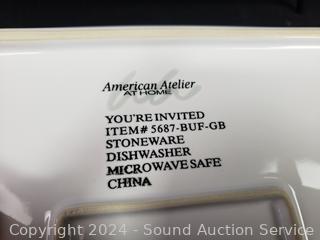 American Atelier
AT HOME
YOU'RE INVITED
ITEM# 5687-BUF-GB
STONEWARE
DISHWASHER
MICROWAVE SAFE
CHINA
Copyright © 2024 - Sound Auction Service